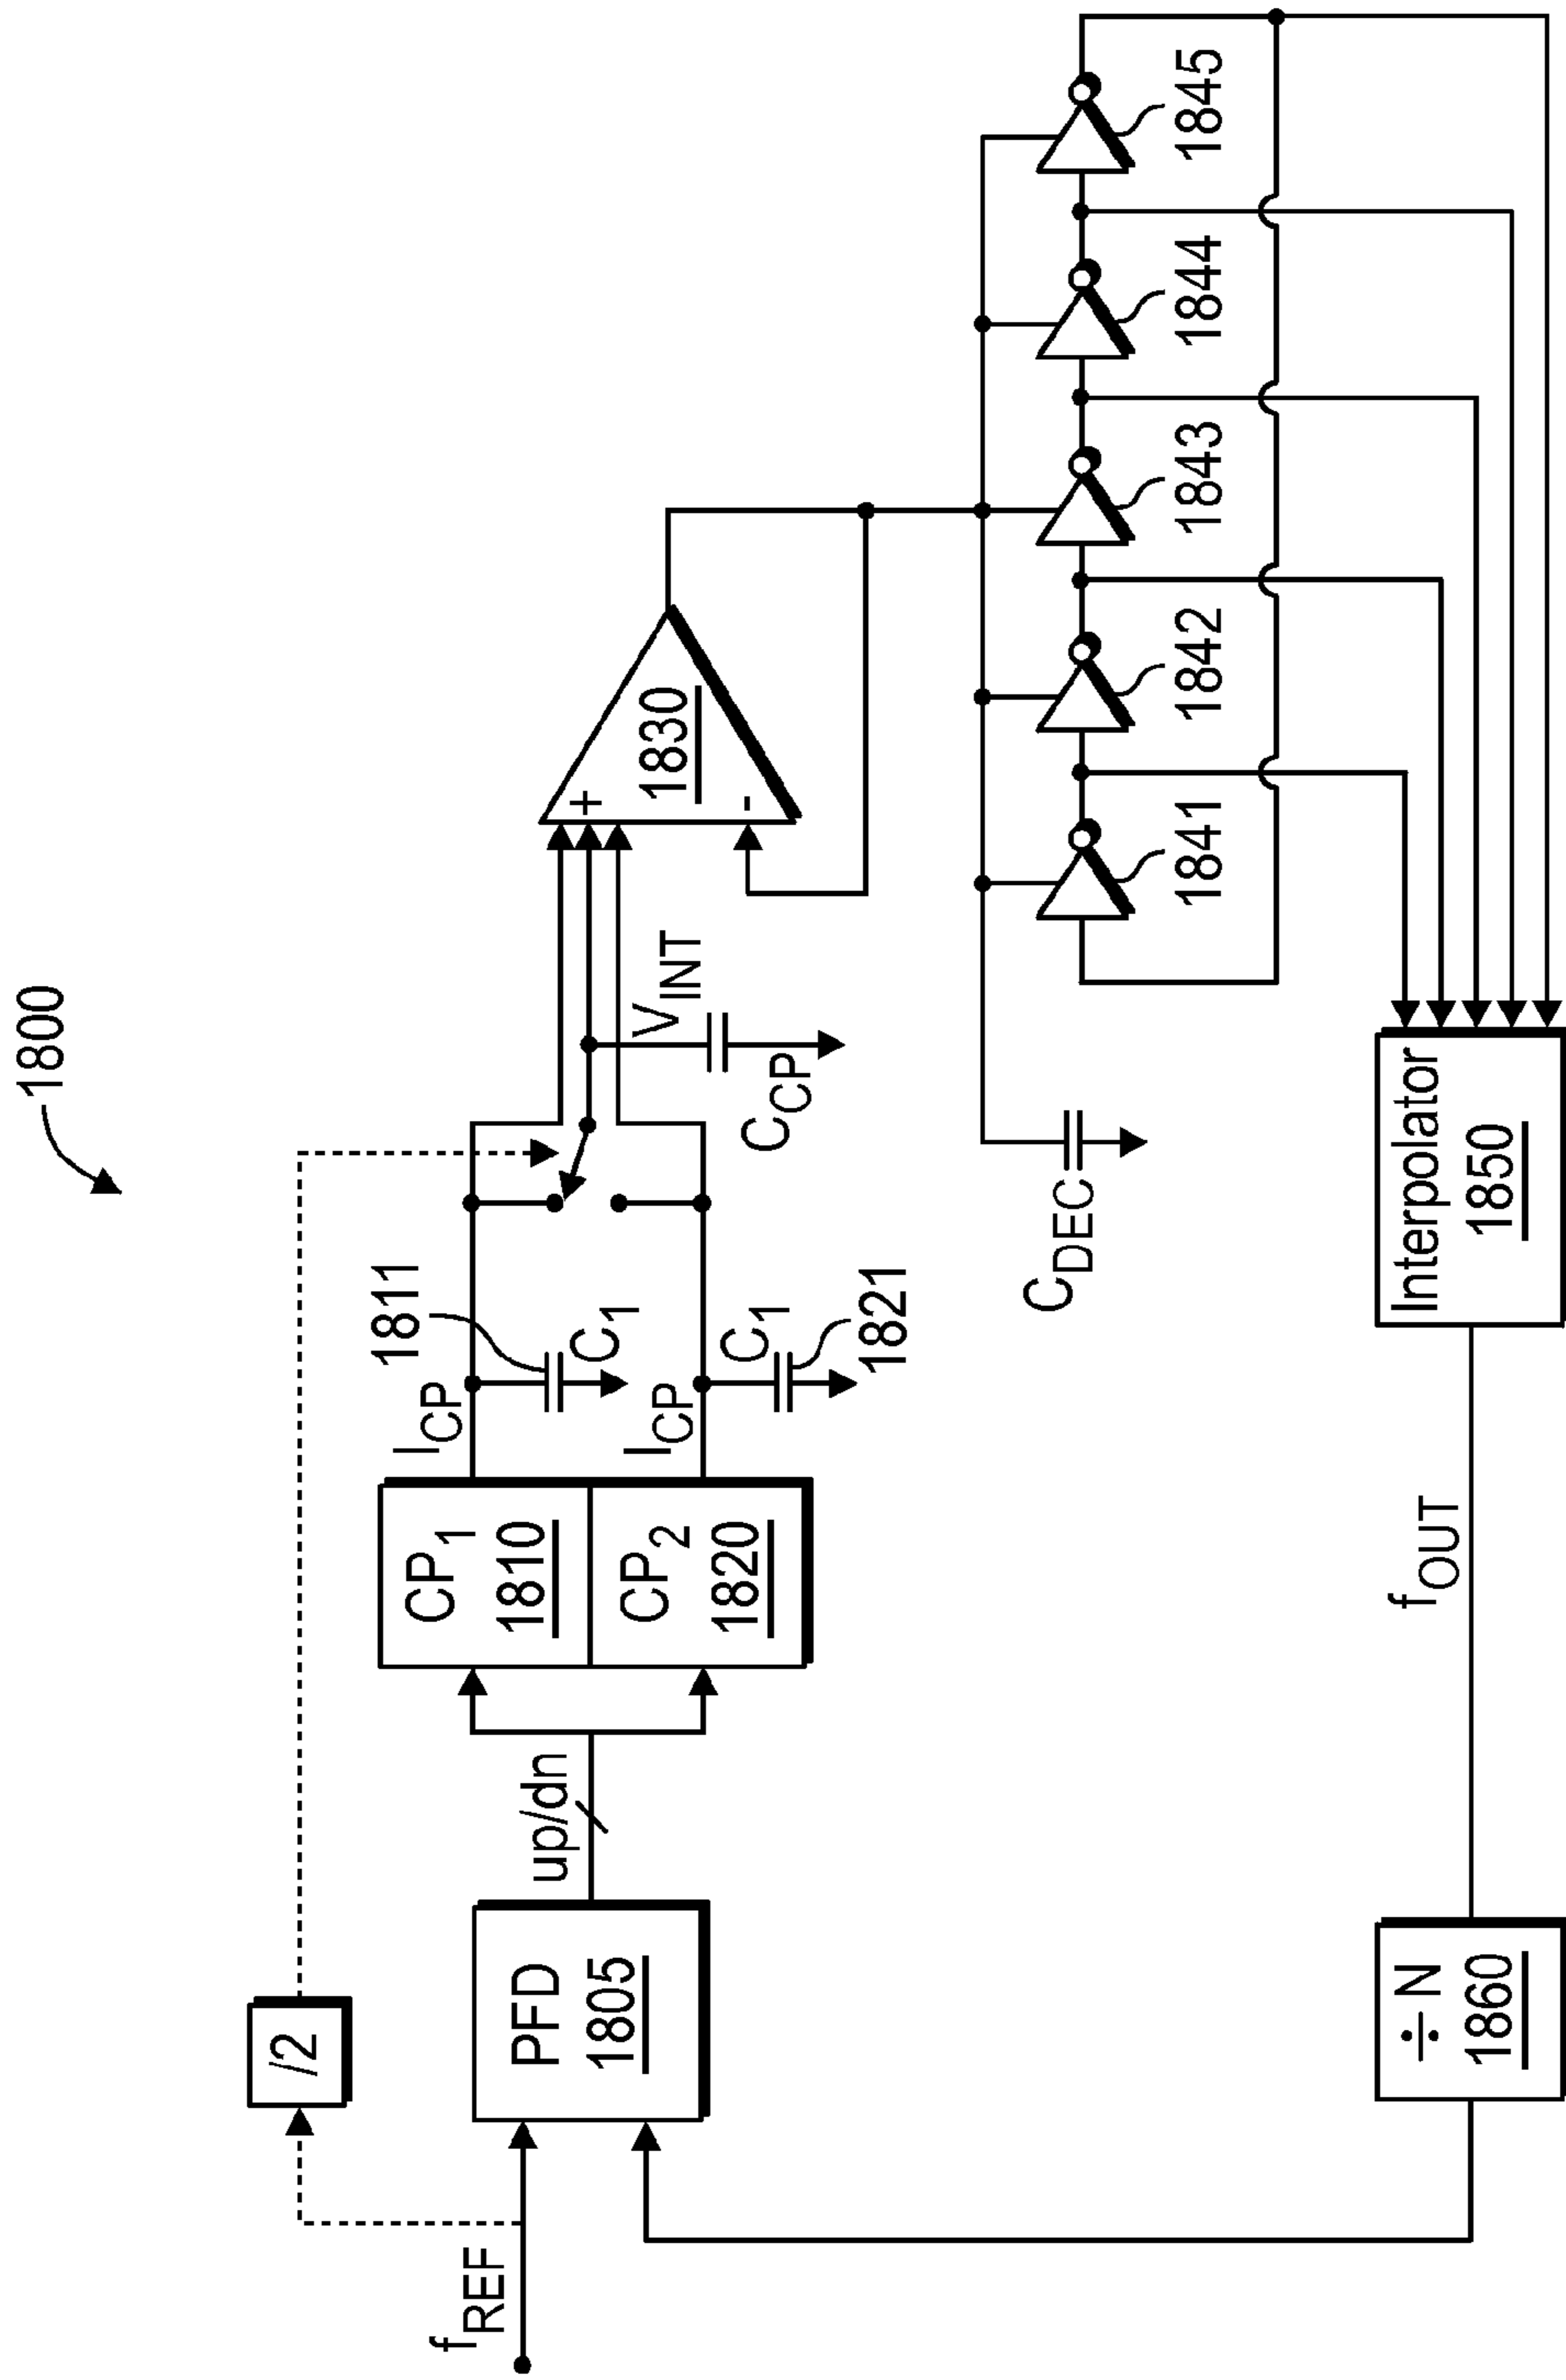 1800
f_REF
/2
PFD
1805
up/dn
CP_1
1810
CP_2
1820
I_CP
1811
C_1
I_CP
C_1
1821
V_INT
C_CP
+
-
1830
C_DEC
1841
1842
1843
1844
1845
Interpolator
1850
f_OUT
÷ N
1860